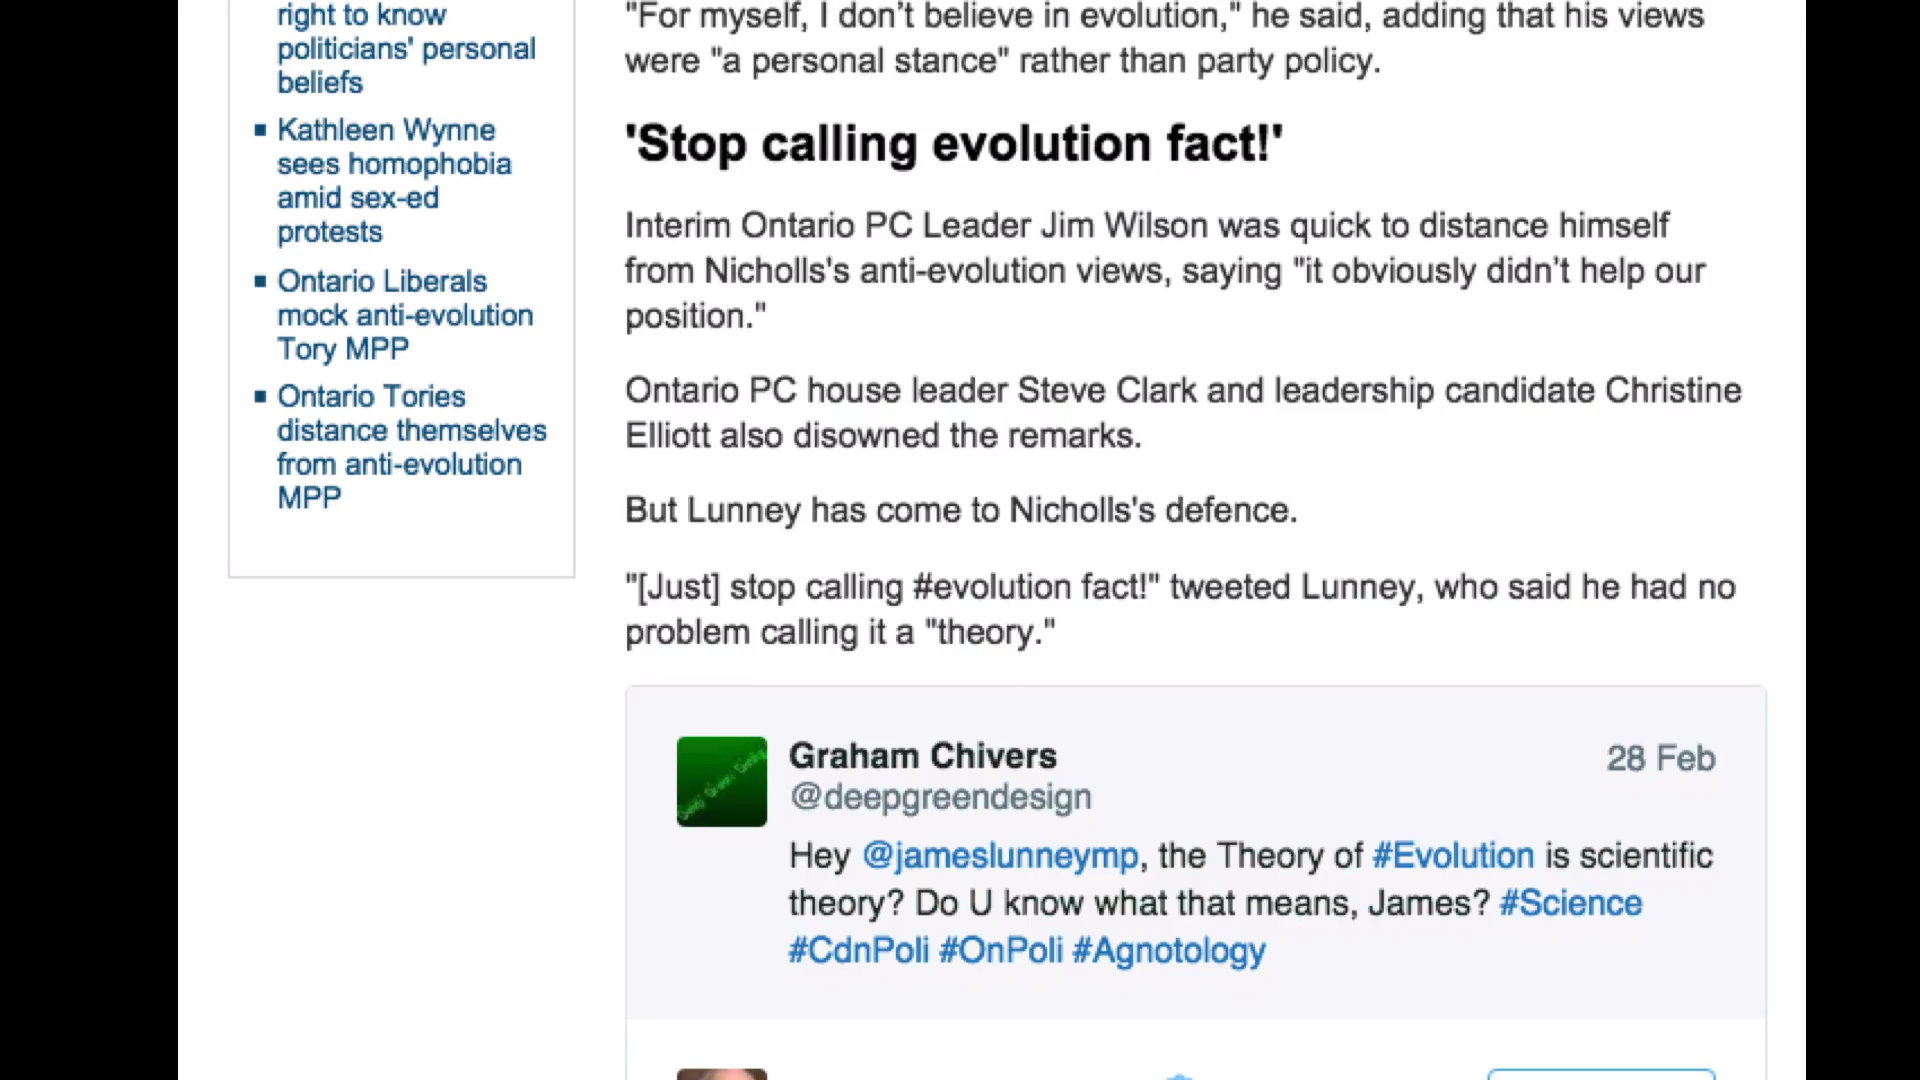 right to know
politicians' personal
beliefs
Kathleen Wynne
sees homophobia
amid sex-ed
protests
Ontario Liberals
mock anti-evolution
Tory MPP
Ontario Tories
distance themselves
from anti-evolution
MPP
"For myself, I don't believe in evolution," he said, adding that his views
were "a personal stance" rather than party policy.
'Stop calling evolution fact!'
Interim Ontario PC Leader Jim Wilson was quick to distance himself
from Nicholls's anti-evolution views, saying "it obviously didn't help our
position."
Ontario PC house leader Steve Clark and leadership candidate Christine
Elliott also disowned the remarks.
But Lunney has come to Nicholls's defence.
"[Just] stop calling #evolution fact!" tweeted Lunney, who said he had no
problem calling it a "theory."
Deep Green Design
Graham Chivers
28 Feb
@deepgreendesign
Hey @jameslunneymp, the Theory of #Evolution is scientific
theory? Do U know what that means, James? #Science
#CdnPoli #OnPoli #Agnotology